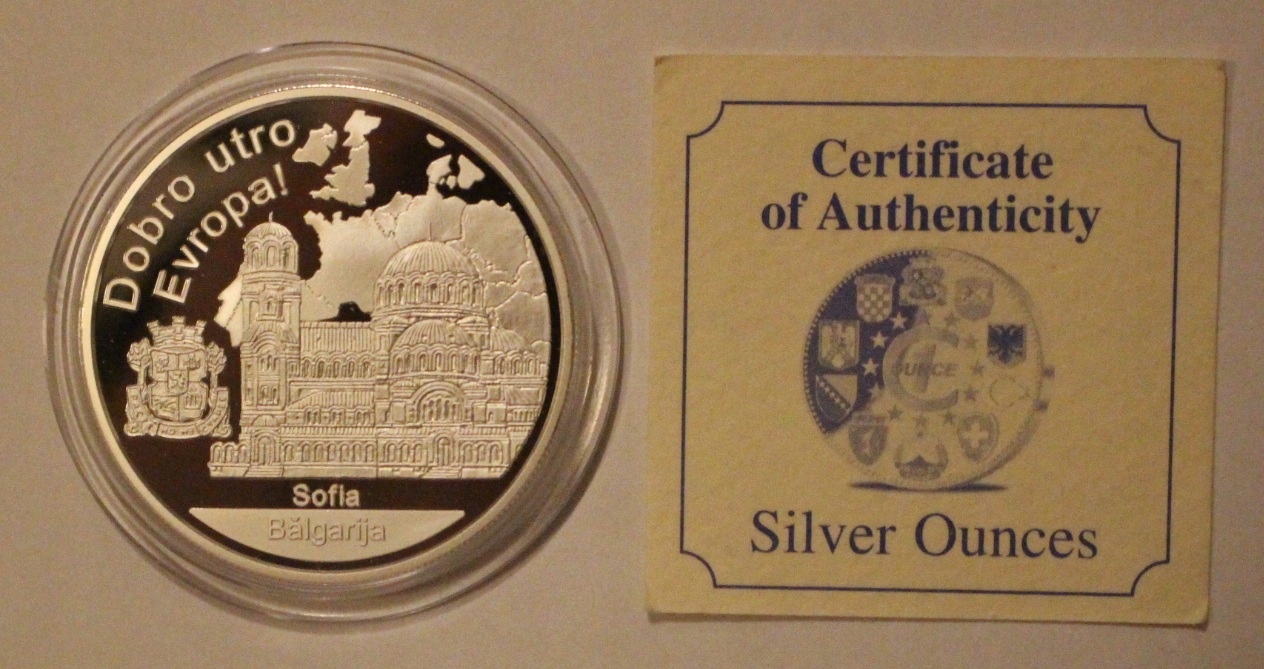 Dobro utro
Evropa!
Sofia
Bălgarija
Certificate
of Authenticity
OUNCE
Silver Ounces